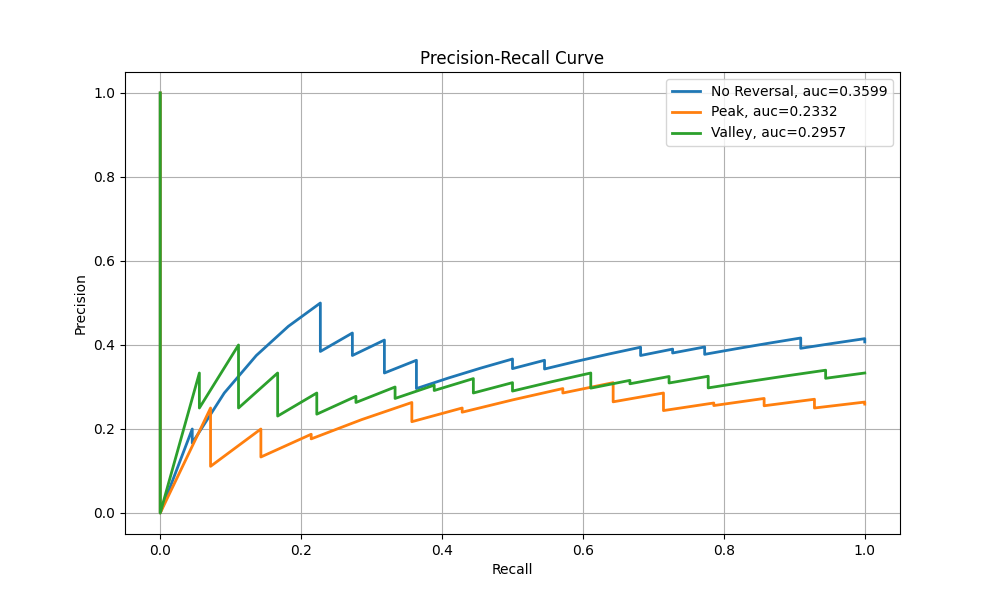 Precision-Recall Curve
No Reversal, auc=0.3599
Peak, auc=0.2332
Valley, auc=0.2957
Precision
1.0
0.8
0.6
0.4
0.2
0.0
0.0 0.2 0.4 0.6 0.8 1.0
Recall